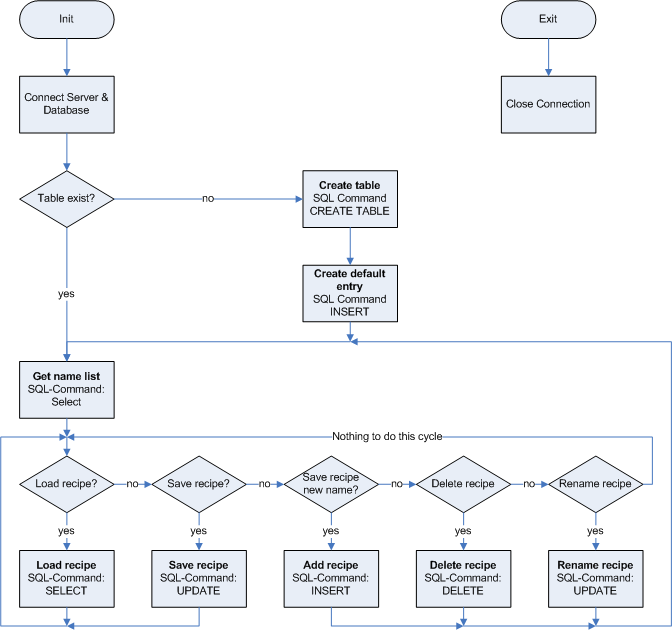 Init
Exit
Connect Server &
Database
Close Connection
Table exist?
no
Create table
SQL Command
CREATE TABLE
Create default
entry
SQL Command
INSERT
yes
Get name list
SQL-Command:
Select
Nothing to do this cycle
Load recipe?
no
Save recipe?
no
Save recipe
new name?
no
Delete recipe
no
Rename recipe
yes
yes
yes
yes
yes
Load recipe
SQL-Command:
SELECT
Save recipe
SQL-Command:
UPDATE
Add recipe
SQL-Command:
INSERT
Delete recipe
SQL-Command:
DELETE
Rename recipe
SQL-Command:
UPDATE